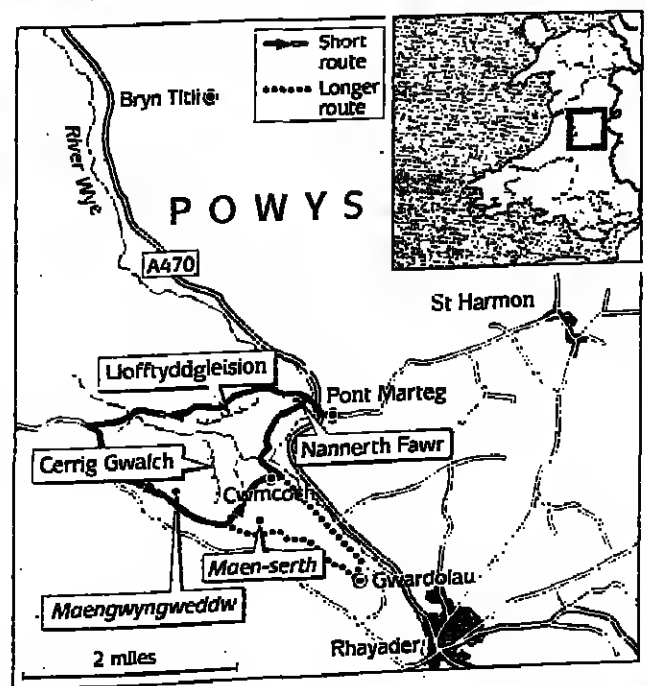 Short
route
Longer
route
Bryn Titli
River Wye
POWYS
A470
St Harmon
Llofftyddgleision
Pont Marteg
Nannerth Fawr
Cerrig Gwalch
Cwmcoch
Maen-serth
Gwardolau
Maengwyngweddw
Rhayader
2 miles